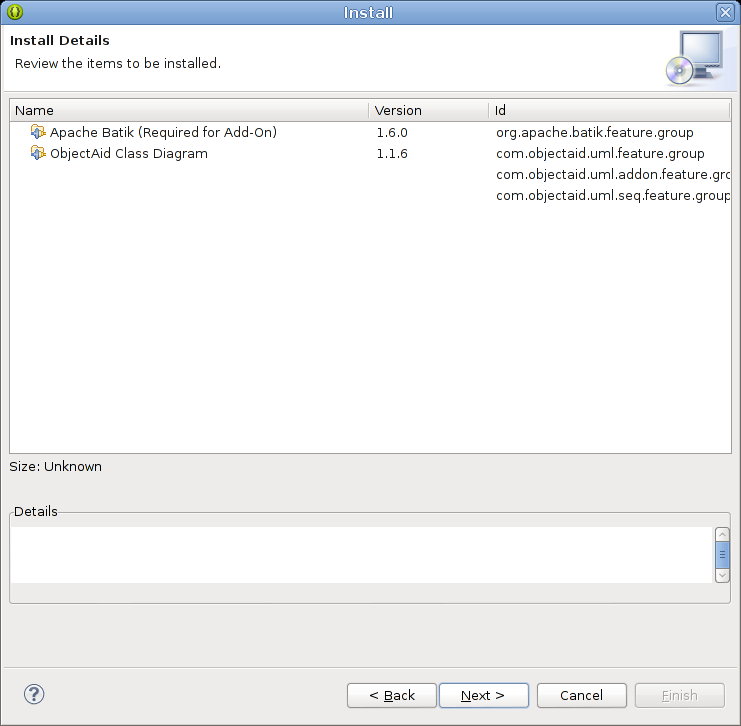 Install
Install Details
Review the items to be installed.
Name Version Id
Apache Batik (Required for Add-On) 1.6.0 org.apache.batik.feature.group
ObjectAid Class Diagram 1.1.6 com.objectaid.uml.feature.group
com.objectaid.uml.addon.feature.gro
com.objectaid.uml.seq.feature.group
Size: Unknown
Details
?
< Back Next > Cancel Finish